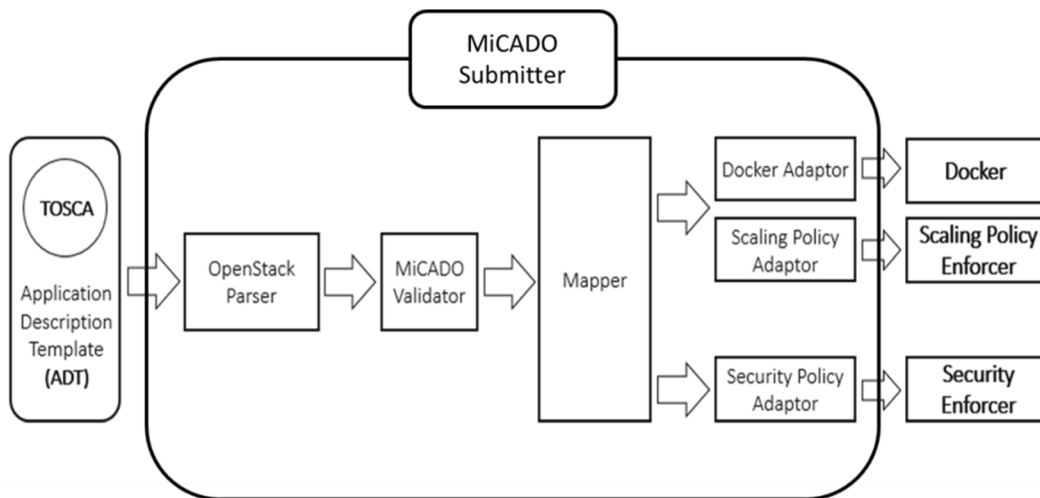 MiCADO
Submitter
TOSCA
Application
Description
Template
(ADT)
OpenStack
Parser
MiCADO
Validator
Mapper
Docker Adaptor
Scaling Policy
Adaptor
Security Policy
Adaptor
Docker
Scaling Policy
Enforcer
Security
Enforcer